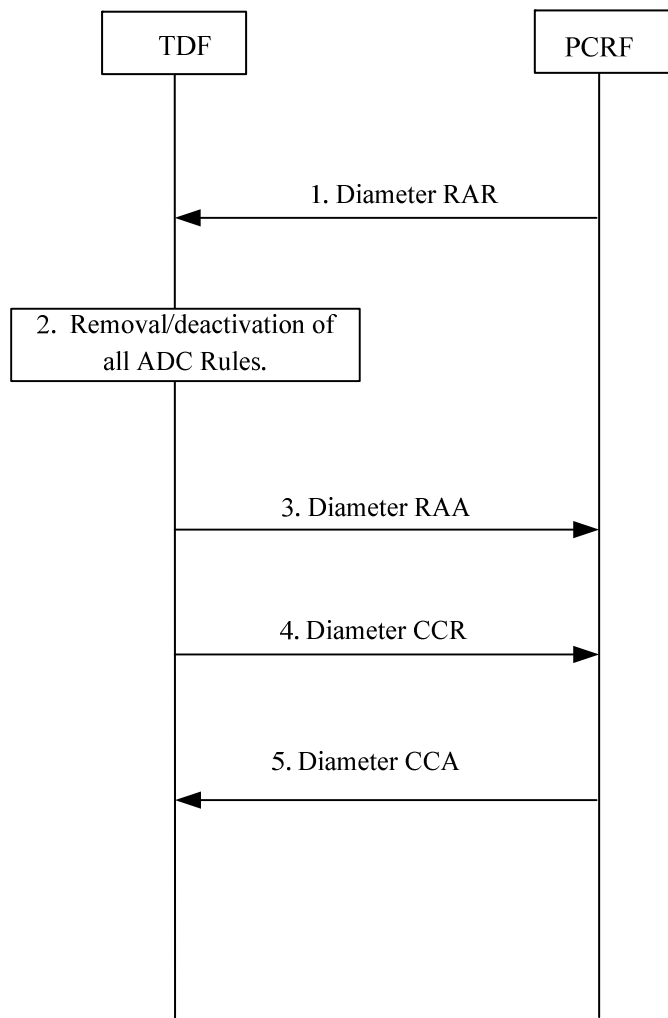 TDF
PCRF
1. Diameter RAR
2. Removal/deactivation of
all ADC Rules.
3. Diameter RAA
4. Diameter CCR
5. Diameter CCA